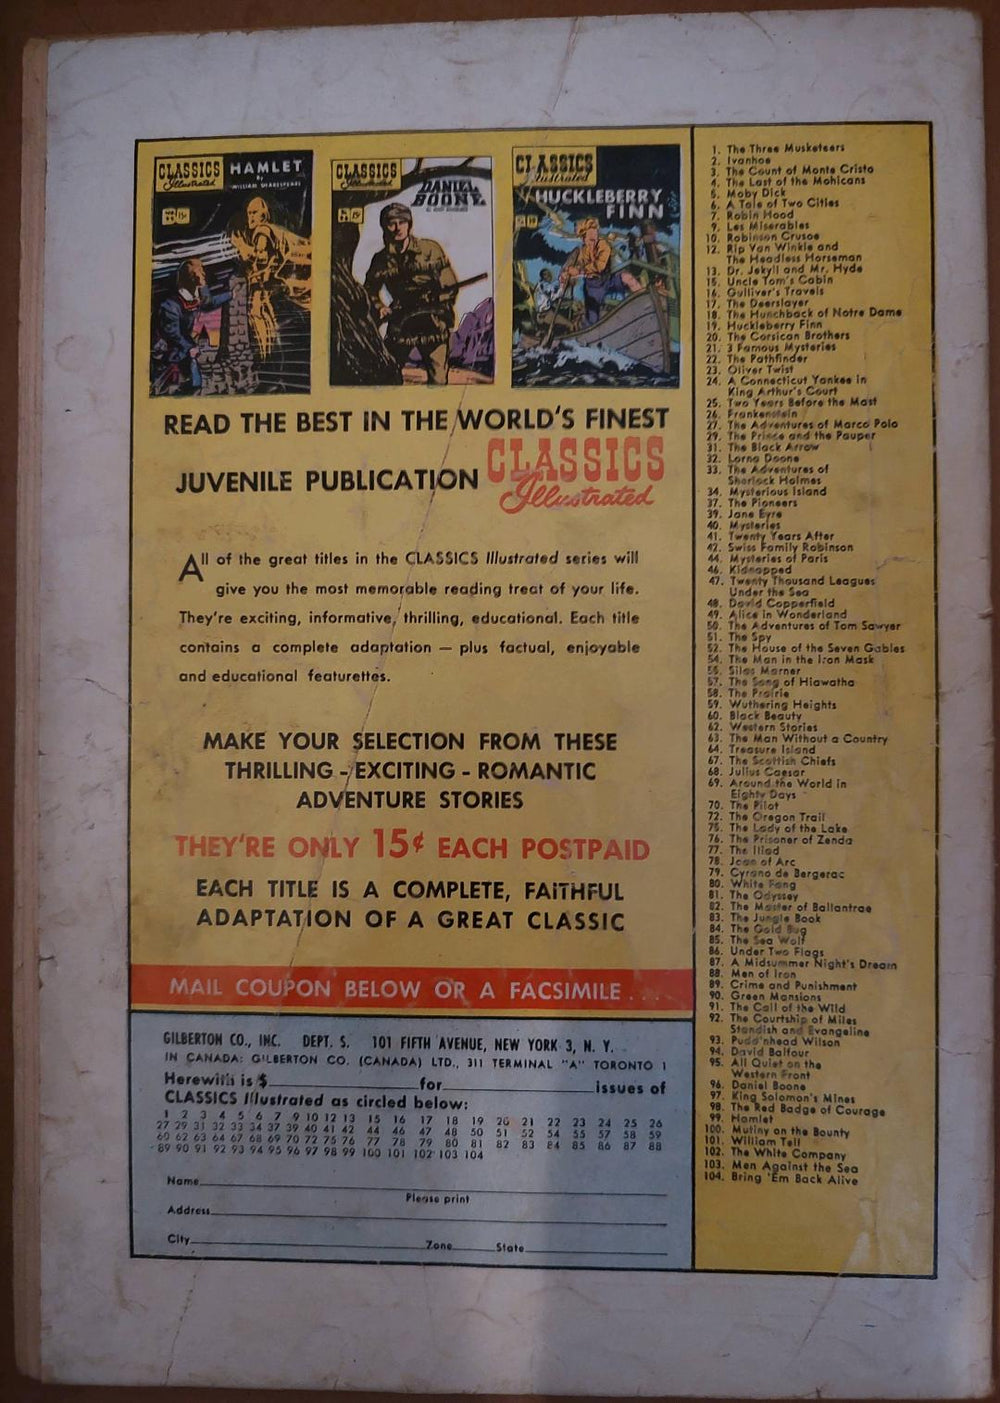 CLASSICS
Illustrated
HAMLET
by
WILLIAM SHAKESPEARE
15¢
CLASSICS
Illustrated
DANIEL
BOONE
15¢
CLASSICS
Illustrated
HUCKLEBERRY
FINN
READ THE BEST IN THE WORLD'S FINEST
JUVENILE PUBLICATION CLASSICS
Illustrated
All of the great titles in the CLASSICS Illustrated series will
give you the most memorable reading treat of your life.
They're exciting, informative, thrilling, educational. Each title
contains a complete adaptation — plus factual, enjoyable
and educational featurettes.
MAKE YOUR SELECTION FROM THESE
THRILLING - EXCITING - ROMANTIC
ADVENTURE STORIES
THEY'RE ONLY 15¢ EACH POSTPAID
EACH TITLE IS A COMPLETE, FAITHFUL
ADAPTATION OF A GREAT CLASSIC
MAIL COUPON BELOW OR A FACSIMILE . . .
GILBERTON CO., INC. DEPT. S. 101 FIFTH AVENUE, NEW YORK 3, N. Y.
IN CANADA: GILBERTON CO. (CANADA) LTD., 311 TERMINAL "A" TORONTO 1
Herewith is $ for issues of
CLASSICS Illustrated as circled below:
1 2 3 4 5 6 7 9 10 12 13 15 16 17 18 19 20 21 22 23 24 25 26
27 29 31 32 33 34 37 39 40 41 42 44 46 47 48 49 50 51 52 54 55 57 58 59
60 62 63 64 67 68 69 70 72 75 76 77 78 79 80 81 82 83 84 85 86 87 88
89 90 91 92 93 94 95 96 97 98 99 100 101 102 103 104
Name
Please print
Address
City Zone State
1. The Three Musketeers
2. Ivanhoe
3. The Count of Monte Cristo
4. The Last of the Mohicans
5. Moby Dick
6. A Tale of Two Cities
7. Robin Hood
9. Les Miserables
10. Robinson Crusoe
12. Rip Van Winkle and
The Headless Horseman
13. Dr. Jekyll and Mr. Hyde
15. Uncle Tom's Cabin
16. Gulliver's Travels
17. The Deerslayer
18. The Hunchback of Notre Dame
19. Huckleberry Finn
20. The Corsican Brothers
21. 3 Famous Mysteries
22. The Pathfinder
23. Oliver Twist
24. A Connecticut Yankee in
King Arthur's Court
25. Two Years Before the Mast
26. Frankenstein
27. The Adventures of Marco Polo
29. The Prince and the Pauper
31. The Black Arrow
32. Lorna Doone
33. The Adventures of
Sherlock Holmes
34. Mysterious Island
37. The Pioneers
39. Jane Eyre
40. Mysteries
41. Twenty Years After
42. Swiss Family Robinson
44. Mysteries of Paris
46. Kidnapped
47. Twenty Thousand Leagues
Under the Sea
48. David Copperfield
49. Alice in Wonderland
50. The Adventures of Tom Sawyer
51. The Spy
52. The House of the Seven Gables
54. The Man in the Iron Mask
55. Silas Marner
57. The Song of Hiawatha
58. The Prairie
59. Wuthering Heights
60. Black Beauty
62. Western Stories
63. The Man Without a Country
64. Treasure Island
67. The Scottish Chiefs
68. Julius Caesar
69. Around the World in
Eighty Days
70. The Pilot
72. The Oregon Trail
75. The Lady of the Lake
76. The Prisoner of Zenda
77. The Iliad
78. Joan of Arc
79. Cyrano de Bergerac
80. White Fang
81. The Odyssey
82. The Master of Ballantrae
83. The Jungle Book
84. The Gold Bug
85. The Sea Wolf
86. Under Two Flags
87. A Midsummer Night's Dream
88. Men of Iron
89. Crime and Punishment
90. Green Mansions
91. The Call of the Wild
92. The Courtship of Miles
Standish and Evangeline
93. Pudd'nhead Wilson
94. David Balfour
95. All Quiet on the
Western Front
96. Daniel Boone
97. King Solomon's Mines
98. The Red Badge of Courage
99. Hamlet
100. Mutiny on the Bounty
101. William Tell
102. The White Company
103. Men Against the Sea
104. Bring 'Em Back Alive